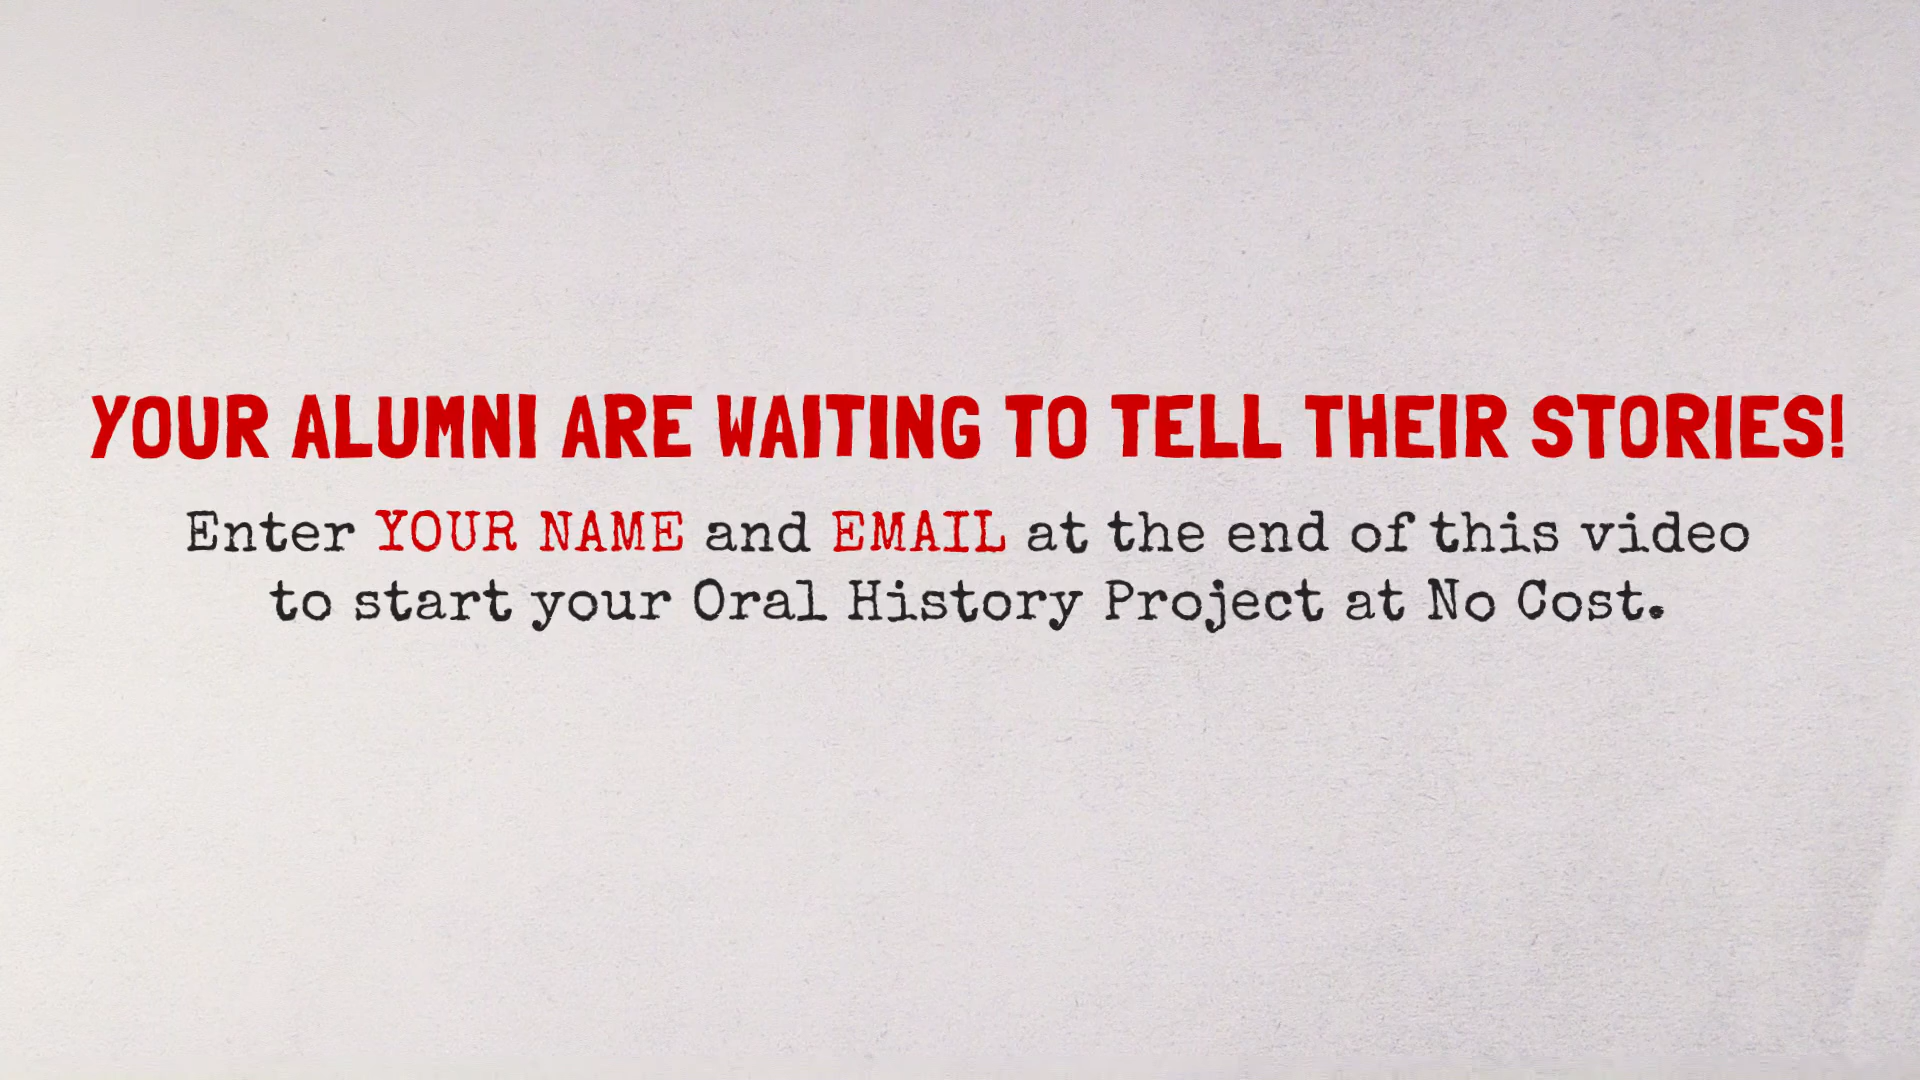 YOUR ALUMNI ARE WAITING TO TELL THEIR STORIES!
Enter YOUR NAME and EMAIL at the end of this video
to start your Oral History Project at No Cost.